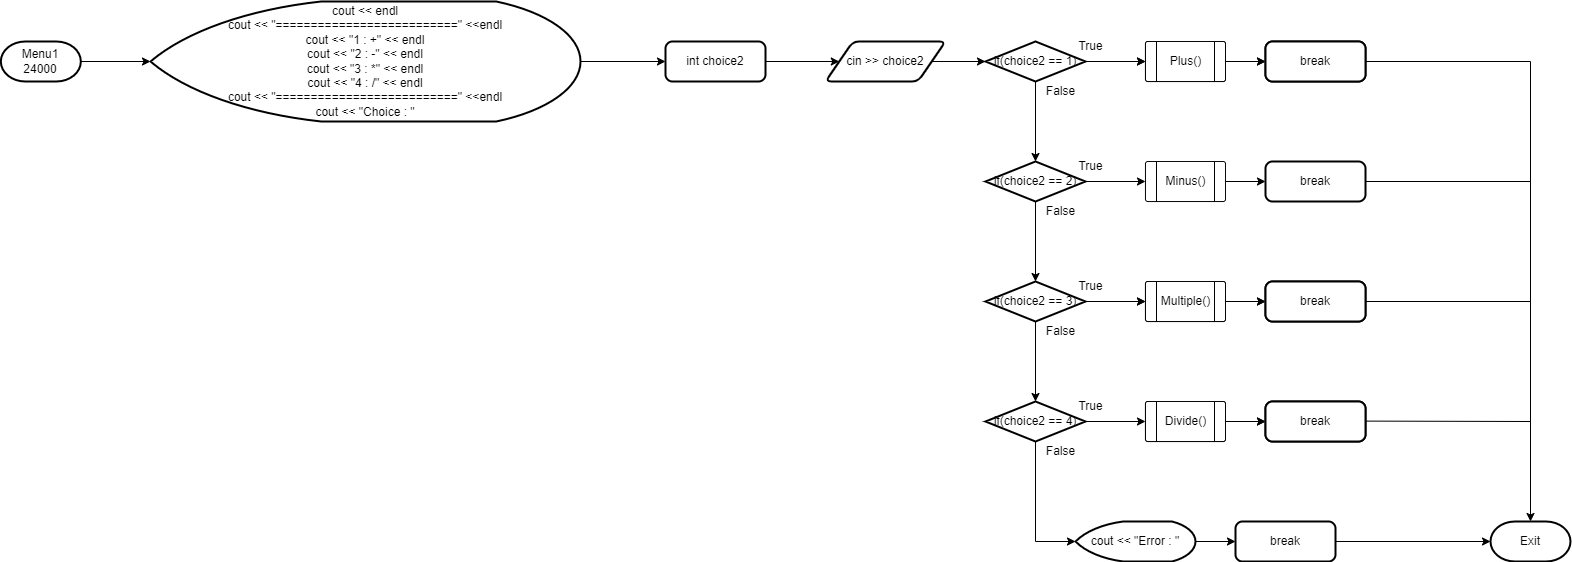 Menu1
24000
cout << endl
cout << "==========================" <<endl
cout << "1 : +" << endl
cout << "2 : -" << endl
cout << "3 : *" << endl
cout << "4 : /" << endl
cout << "==========================" <<endl
cout << "Choice : "
int choice2
cin >> choice2
if(choice2 == 1)
True
False
Plus()
break
if(choice2 == 2)
True
False
Minus()
break
if(choice2 == 3)
True
False
Multiple()
break
if(choice2 == 4)
True
False
Divide()
break
cout << "Error : "
break
Exit